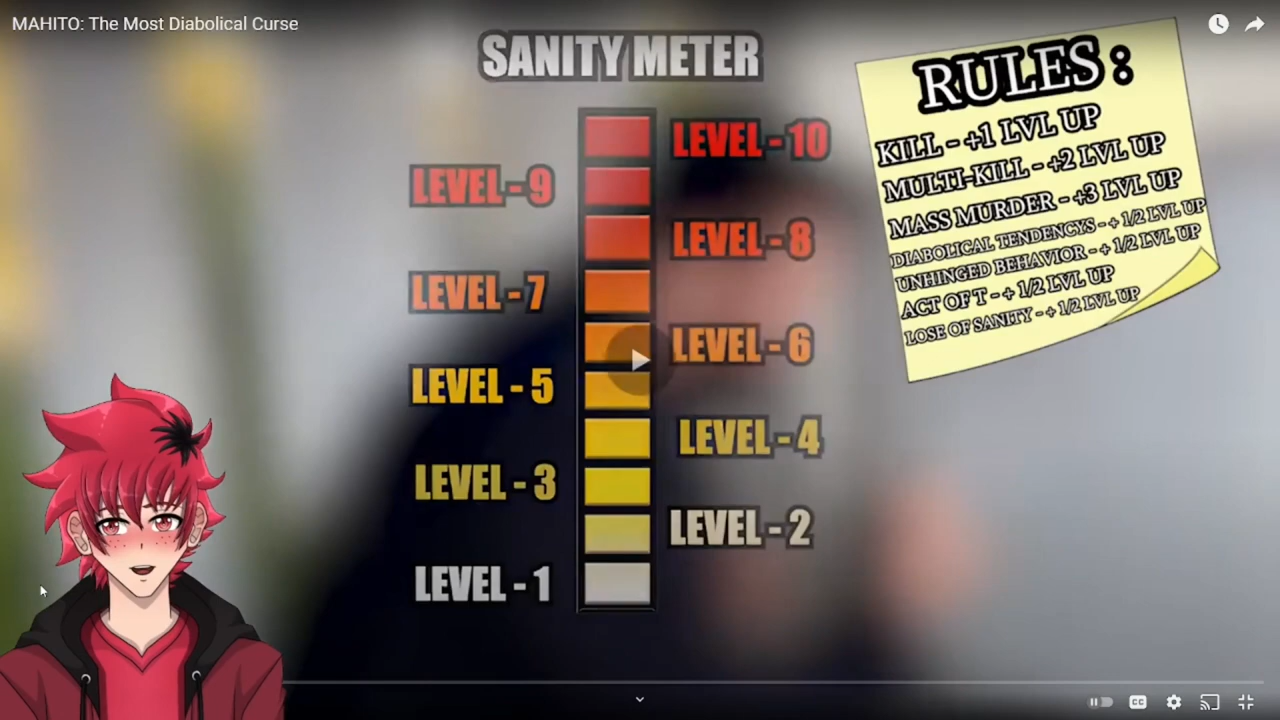 MAHITO: The Most Diabolical Curse
SANITY METER
LEVEL - 10
LEVEL - 9
LEVEL - 8
LEVEL - 7
LEVEL - 6
LEVEL - 5
LEVEL - 4
LEVEL - 3
LEVEL - 2
LEVEL - 1
RULES :
KILL - +1 LVL UP
MULTI-KILL - +2 LVL UP
MASS MURDER - +3 LVL UP
DIABOLICAL TENDENCYS - + 1/2 LVL UP
UNHINGED BEHAVIOR - + 1/2 LVL UP
ACT OF T - + 1/2 LVL UP
LOSE OF SANITY - + 1/2 LVL UP
CC